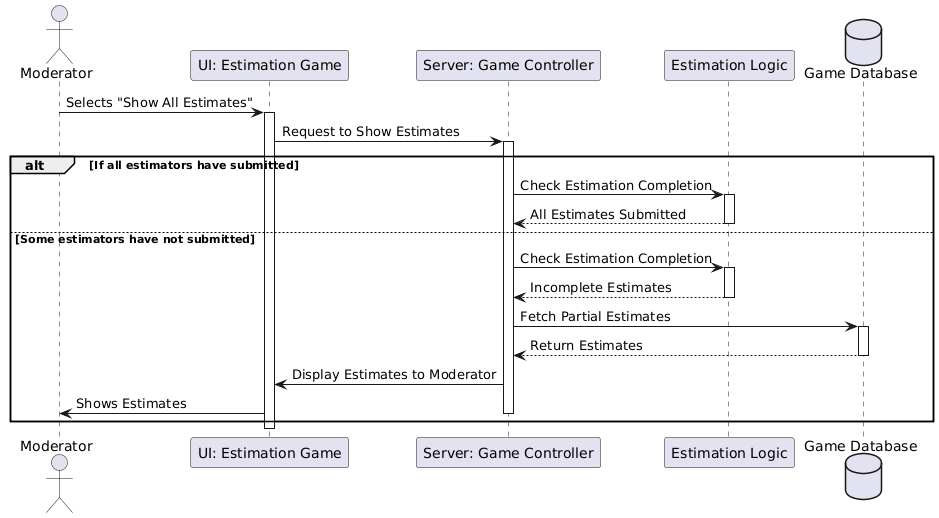 Moderator
UI: Estimation Game
Server: Game Controller
Estimation Logic
Game Database
Selects "Show All Estimates"
Request to Show Estimates
alt
[If all estimators have submitted]
Check Estimation Completion
All Estimates Submitted
[Some estimators have not submitted]
Check Estimation Completion
Incomplete Estimates
Fetch Partial Estimates
Return Estimates
Display Estimates to Moderator
Shows Estimates
Moderator
UI: Estimation Game
Server: Game Controller
Estimation Logic
Game Database